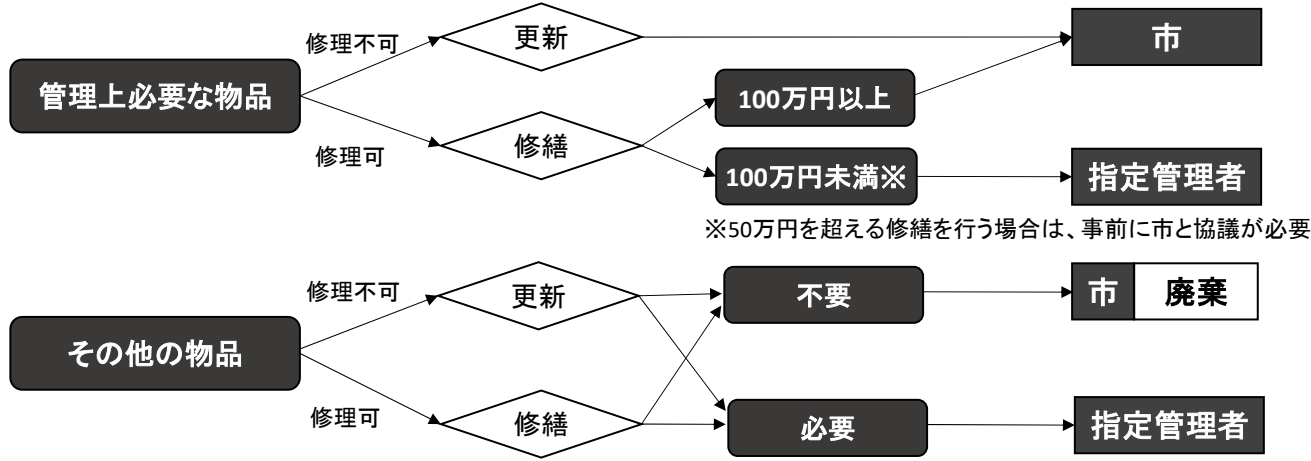 修理不可
更新
市
管理上必要な物品
100万円以上
修理可
修繕
100万円未満※
指定管理者
※50万円を超える修繕を行う場合は、事前に市と協議が必要
修理不可
更新
不要
市 廃棄
その他の物品
修理可
修繕
必要
指定管理者